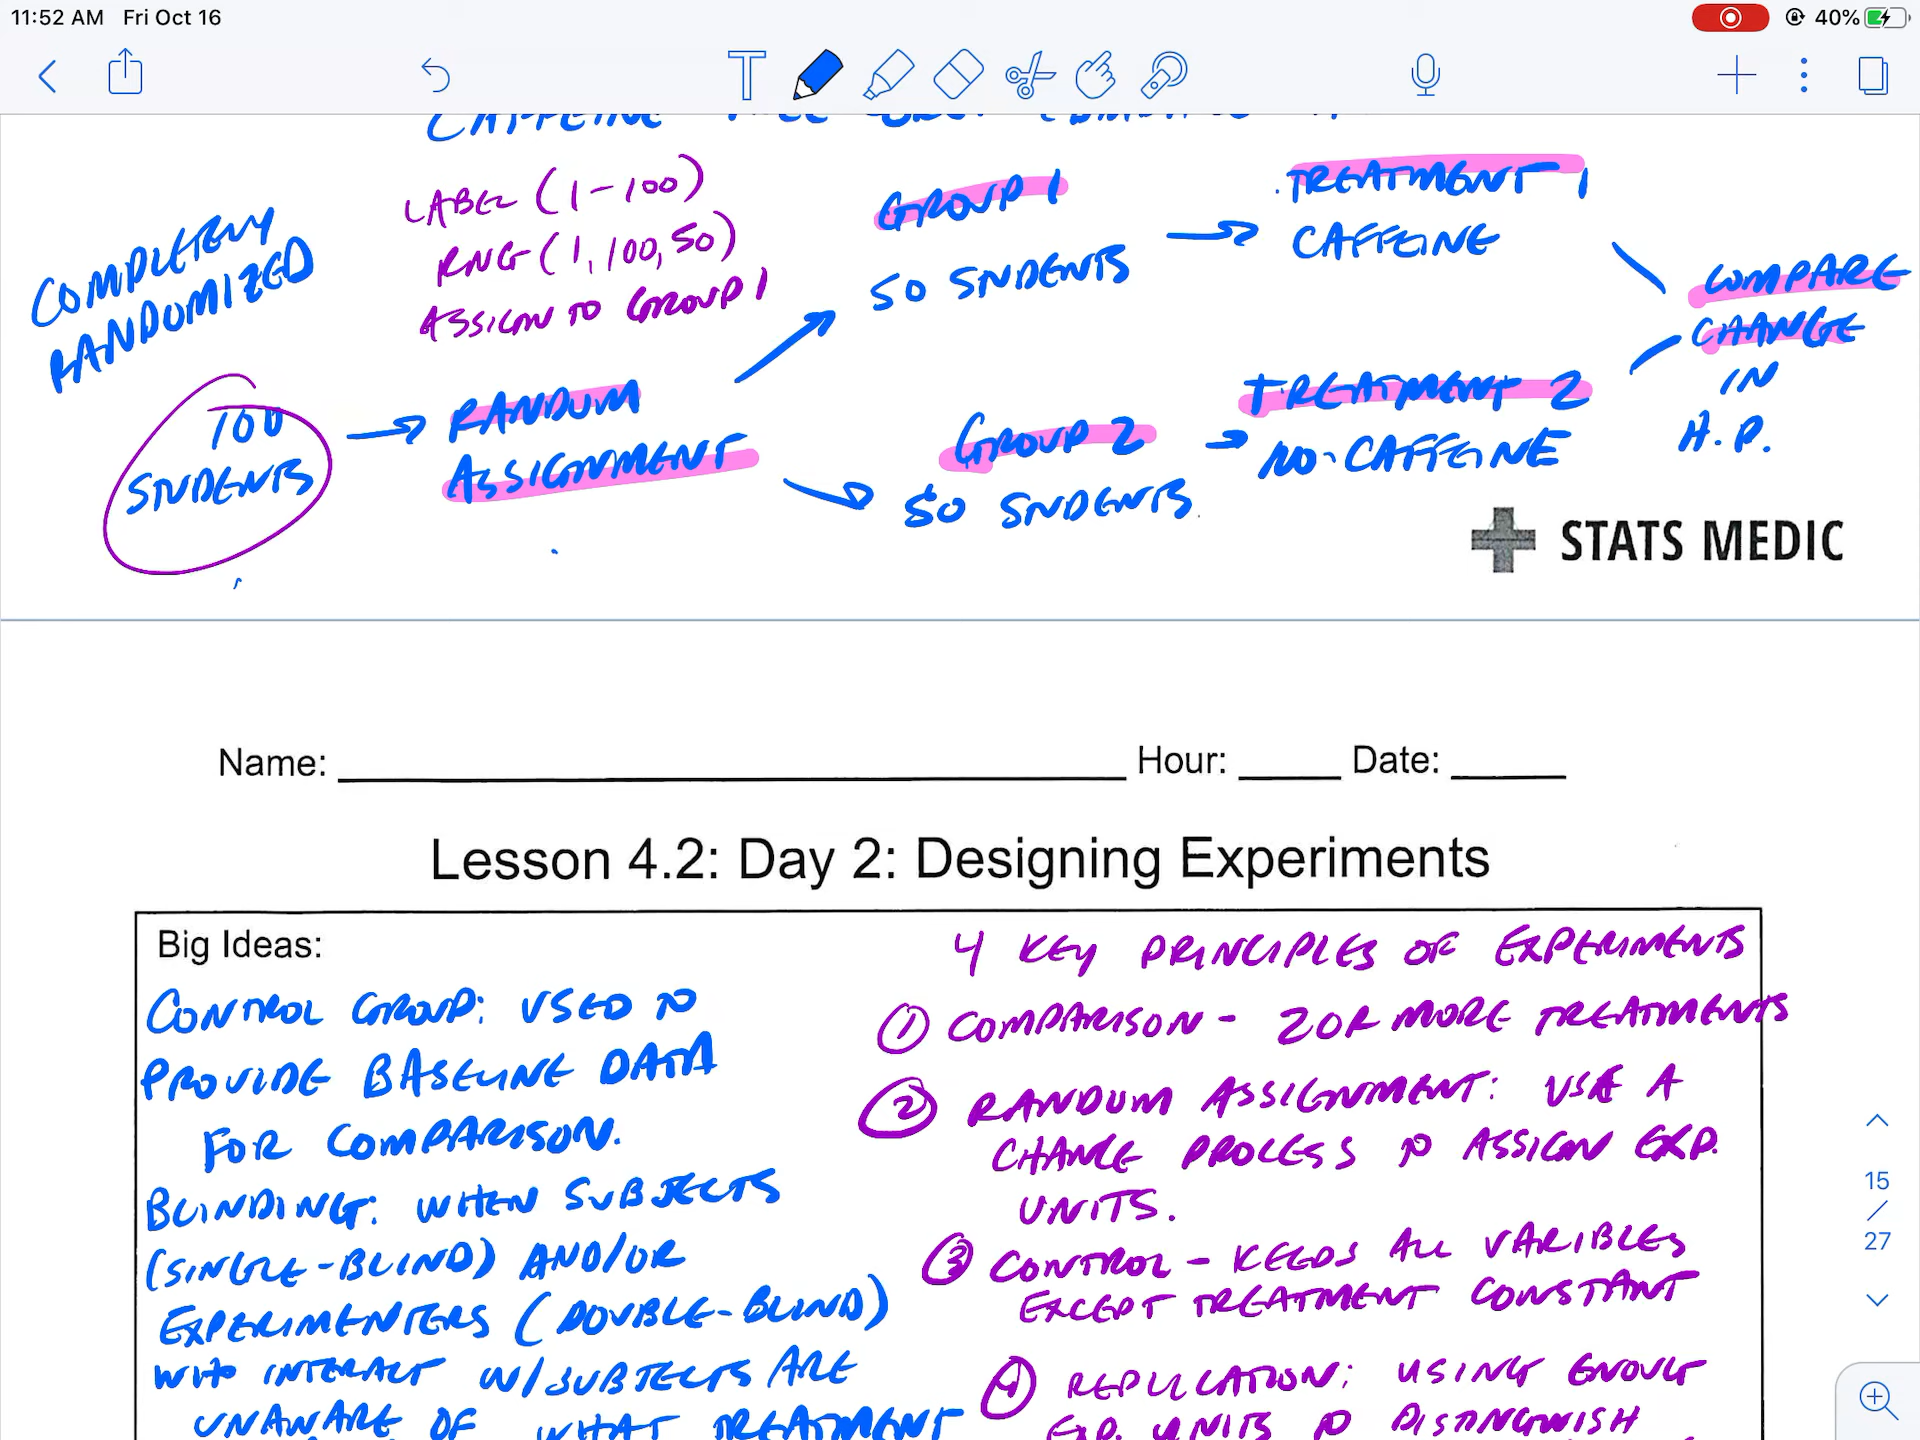 11:52 AM Fri Oct 16
40%
CAFFEINE FREE
COMPLETELY
RANDOMIZED
LABEL (1-100)
RNG (1, 100, 50)
ASSIGN TO GROUP 1
100
STUDENTS
RANDOM
ASSIGNMENT
GROUP 1
50 STUDENTS
TREATMENT 1
CAFFEINE
GROUP 2
50 STUDENTS
TREATMENT 2
NO-CAFFEINE
COMPARE
CHANGE
IN
H.P.
STATS MEDIC
Name: Hour: Date:
Lesson 4.2: Day 2: Designing Experiments
Big Ideas:
CONTROL GROUP: USED TO
PROVIDE BASELINE DATA
FOR COMPARISON.
BLINDING: WHEN SUBJECTS
(SINGLE-BLIND) AND/OR
EXPERIMENTERS (DOUBLE-BLIND)
WHO INTERACT W/SUBJECTS ARE
UNAWARE OF WHAT TREATMENT
4 KEY PRINCIPLES OF EXPERIMENTS
① COMPARISON - 2 OR MORE TREATMENTS
② RANDOM ASSIGNMENT: USE A
CHANCE PROCESS TO ASSIGN EXP.
UNITS.
③ CONTROL - KEEPS ALL VARIBLES
EXCEPT TREATMENT CONSTANT
④ REPLICATION: USING ENOUGH
EXP. UNITS TO DISTINGUISH
15
/
27